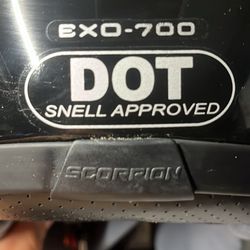 EXO-700
DOT
SNELL APPROVED
SCORPION